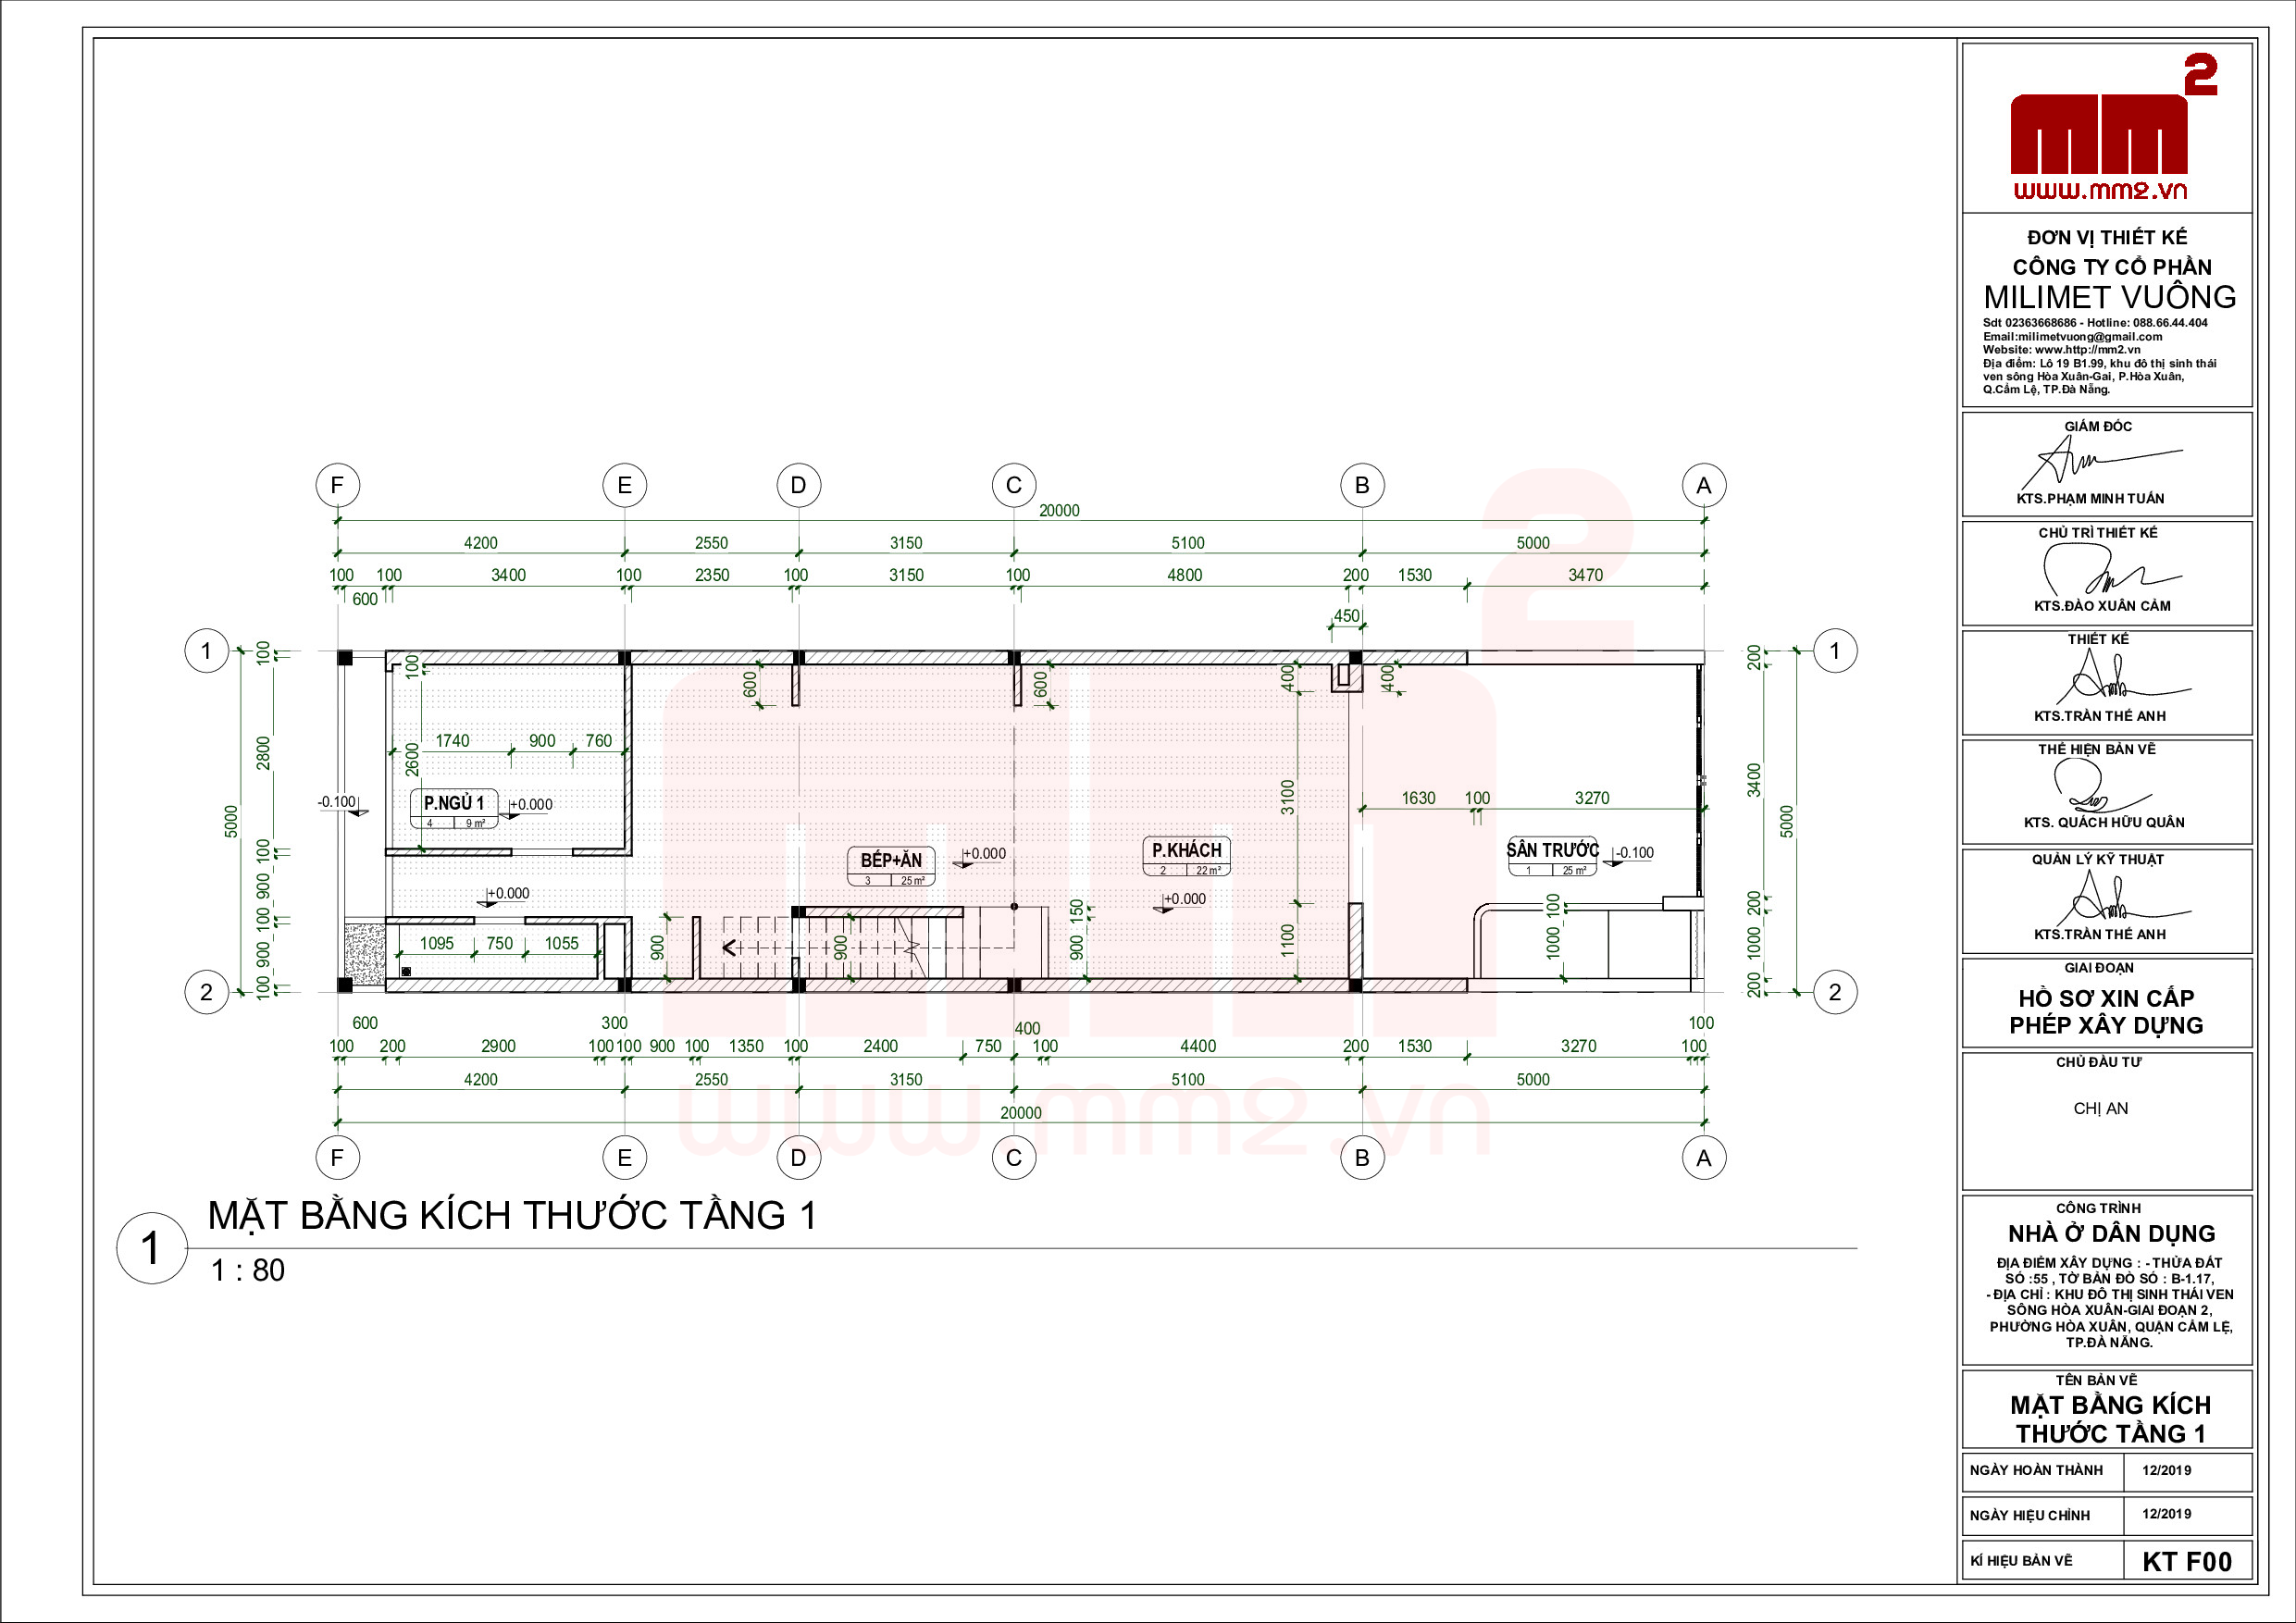 F E D C B A
20000
4200 2550 3150 5100 5000
100 100 3400 100 2350 100 3150 100 4800 200 1530 3470
600
450
1 1
100 100 600 600 400 400 200
1740 900 760
2800 2600
3100 3400
-0.100
P.NGỦ 1 +0.000
4 9 m²
1630 100 3270
5000 5000
BÉP+ĂN +0.000
3 25 m²
P.KHÁCH
2 22 m²
+0.000
SÂN TRƯỚC -0.100
1 25 m²
100
900
+0.000
100
150 100 200
1095 750 1055
900 900 900 900 1100 1000 1000
100 200
2 2
600 300 400 100
100 200 2900 100 100 900 100 1350 100 2400 750 100 4400 200 1530 3270 100
4200 2550 3150 5100 5000
20000
F E D C B A
1
MẶT BẰNG KÍCH THƯỚC TẦNG 1
1 : 80
mm2
www.mm2.vn
mm2
www.mm2.vn
ĐƠN VỊ THIẾT KẾ
CÔNG TY CỔ PHẦN
MILIMET VUÔNG
Sdt 02363668686 - Hotline: 088.66.44.404
Email:milimetvuong@gmail.com
Website: www.http://mm2.vn
Địa điểm: Lô 19 B1.99, khu đô thị sinh thái
ven sông Hòa Xuân-Gai, P.Hòa Xuân,
Q.Cẩm Lệ, TP.Đà Nẵng.
GIÁM ĐỐC
KTS.PHẠM MINH TUẤN
CHỦ TRÌ THIẾT KẾ
KTS.ĐÀO XUÂN CẢM
THIẾT KẾ
KTS.TRẦN THẾ ANH
THỂ HIỆN BẢN VẼ
KTS. QUÁCH HỮU QUÂN
QUẢN LÝ KỸ THUẬT
KTS.TRẦN THẾ ANH
GIAI ĐOẠN
HỒ SƠ XIN CẤP
PHÉP XÂY DỰNG
CHỦ ĐẦU TƯ
CHỊ AN
CÔNG TRÌNH
NHÀ Ở DÂN DỤNG
ĐỊA ĐIỂM XÂY DỰNG : - THỬA ĐẤT
SỐ :55 , TỜ BẢN ĐỒ SỐ : B-1.17,
- ĐỊA CHỈ : KHU ĐÔ THỊ SINH THÁI VEN
SÔNG HÒA XUÂN-GIAI ĐOẠN 2,
PHƯỜNG HÒA XUÂN, QUẬN CẨM LỆ,
TP.ĐÀ NẴNG.
TÊN BẢN VẼ
MẶT BẰNG KÍCH
THƯỚC TẦNG 1
NGÀY HOÀN THÀNH 12/2019
NGÀY HIỆU CHỈNH 12/2019
KÍ HIỆU BẢN VẼ KT F00